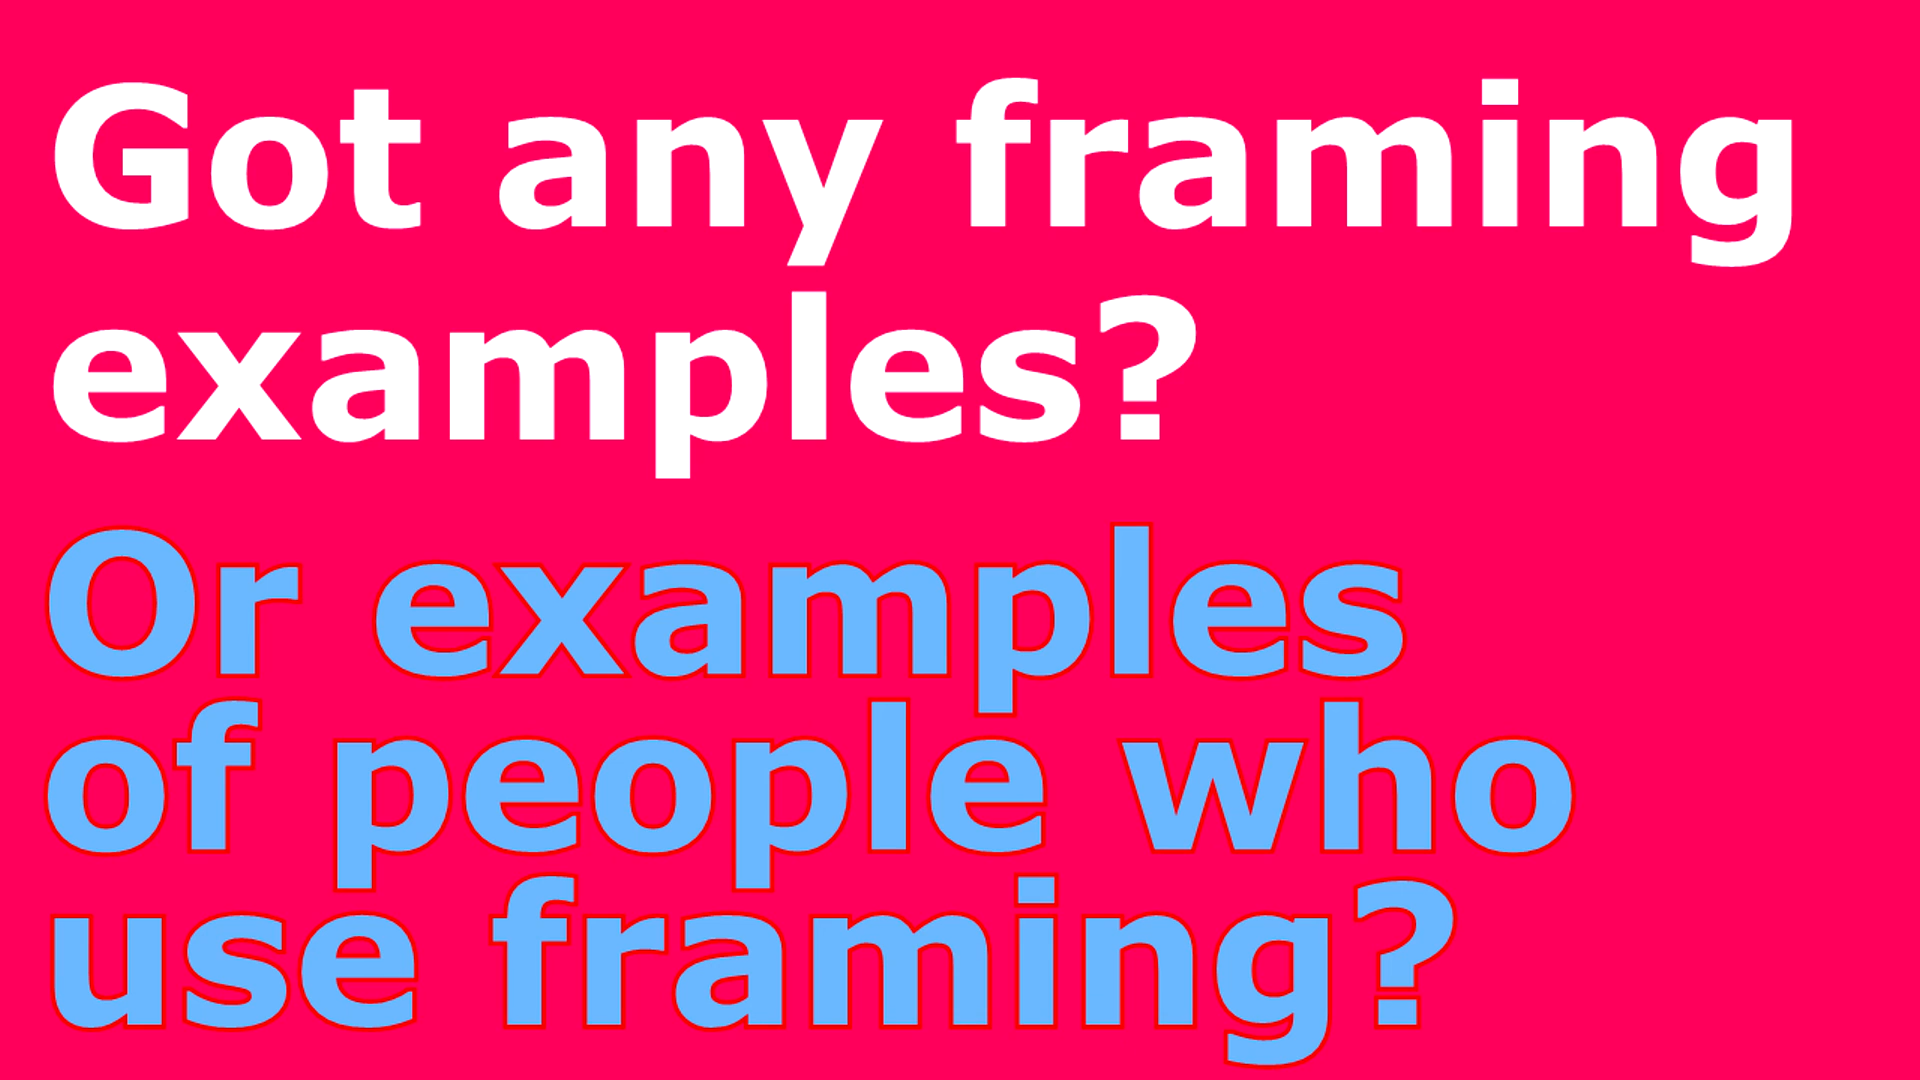 Got any framing
examples?
Or examples
of people who
use framing?